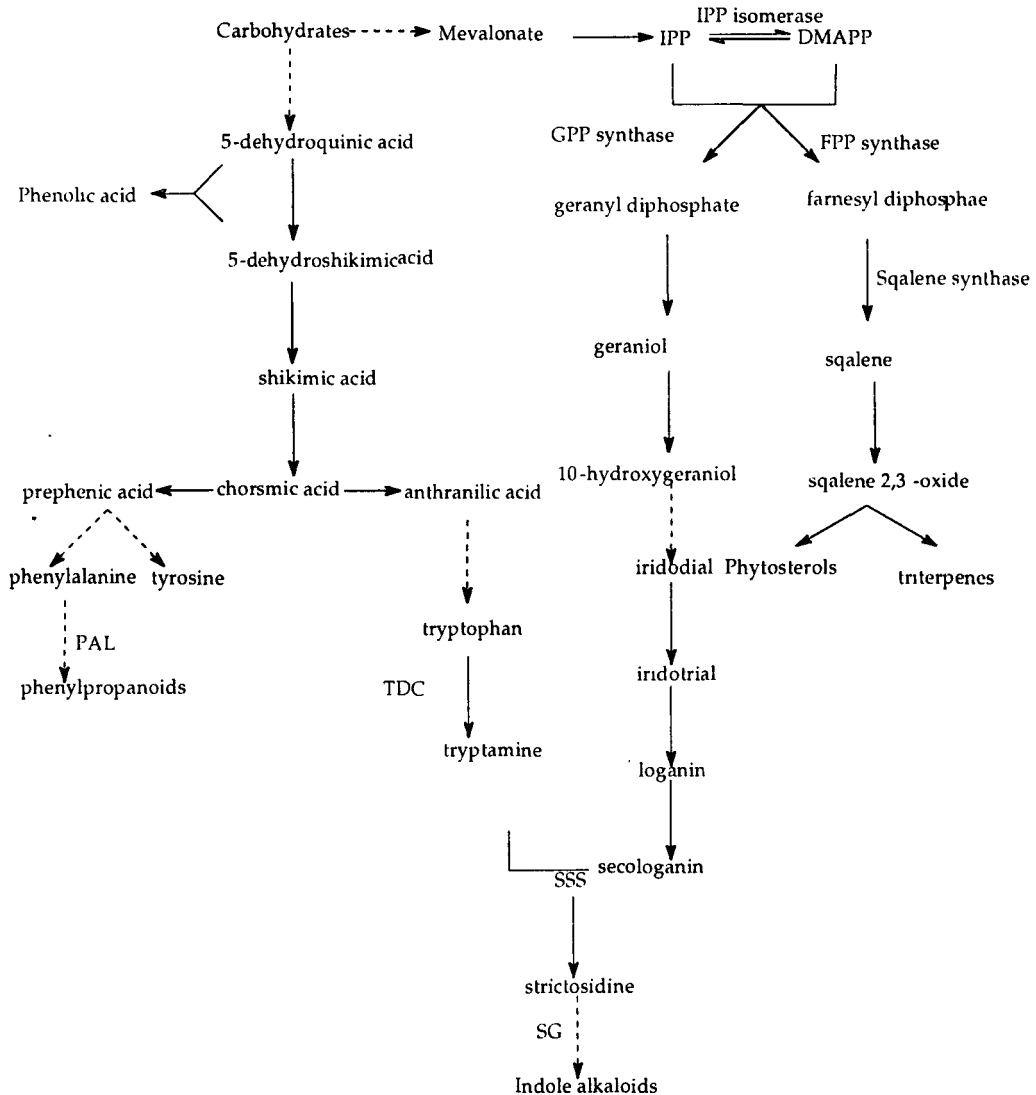 IPP isomerase
Carbohydrates
Mevalonate
IPP
DMAPP
5-dehydroquinic acid
GPP synthase
FPP synthase
Phenolic acid
geranyl diphosphate
farnesyl diphosphae
5-dehydroshikimic acid
Sqalene synthase
geraniol
sqalene
shikimic acid
10-hydroxygeraniol
sqalene 2,3 -oxide
prephenic acid
chorsmic acid
anthranilic acid
iridodial
Phytosterols
triterpenes
phenylalanine
tyrosine
tryptophan
PAL
phenylpropanoids
TDC
iridotrial
tryptamine
loganin
secologanin
SSS
strictosidine
SG
Indole alkaloids